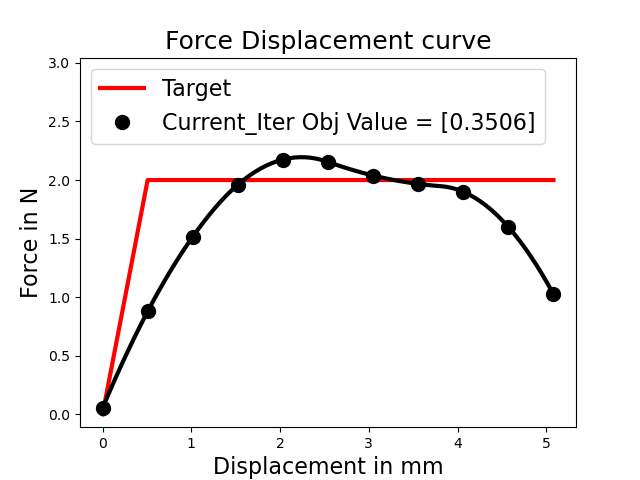 Force Displacement curve
Target
Current_Iter Obj Value = [0.3506]
3.0
2.5
2.0
1.5
1.0
0.5
0.0
Force in N
0 1 2 3 4 5
Displacement in mm